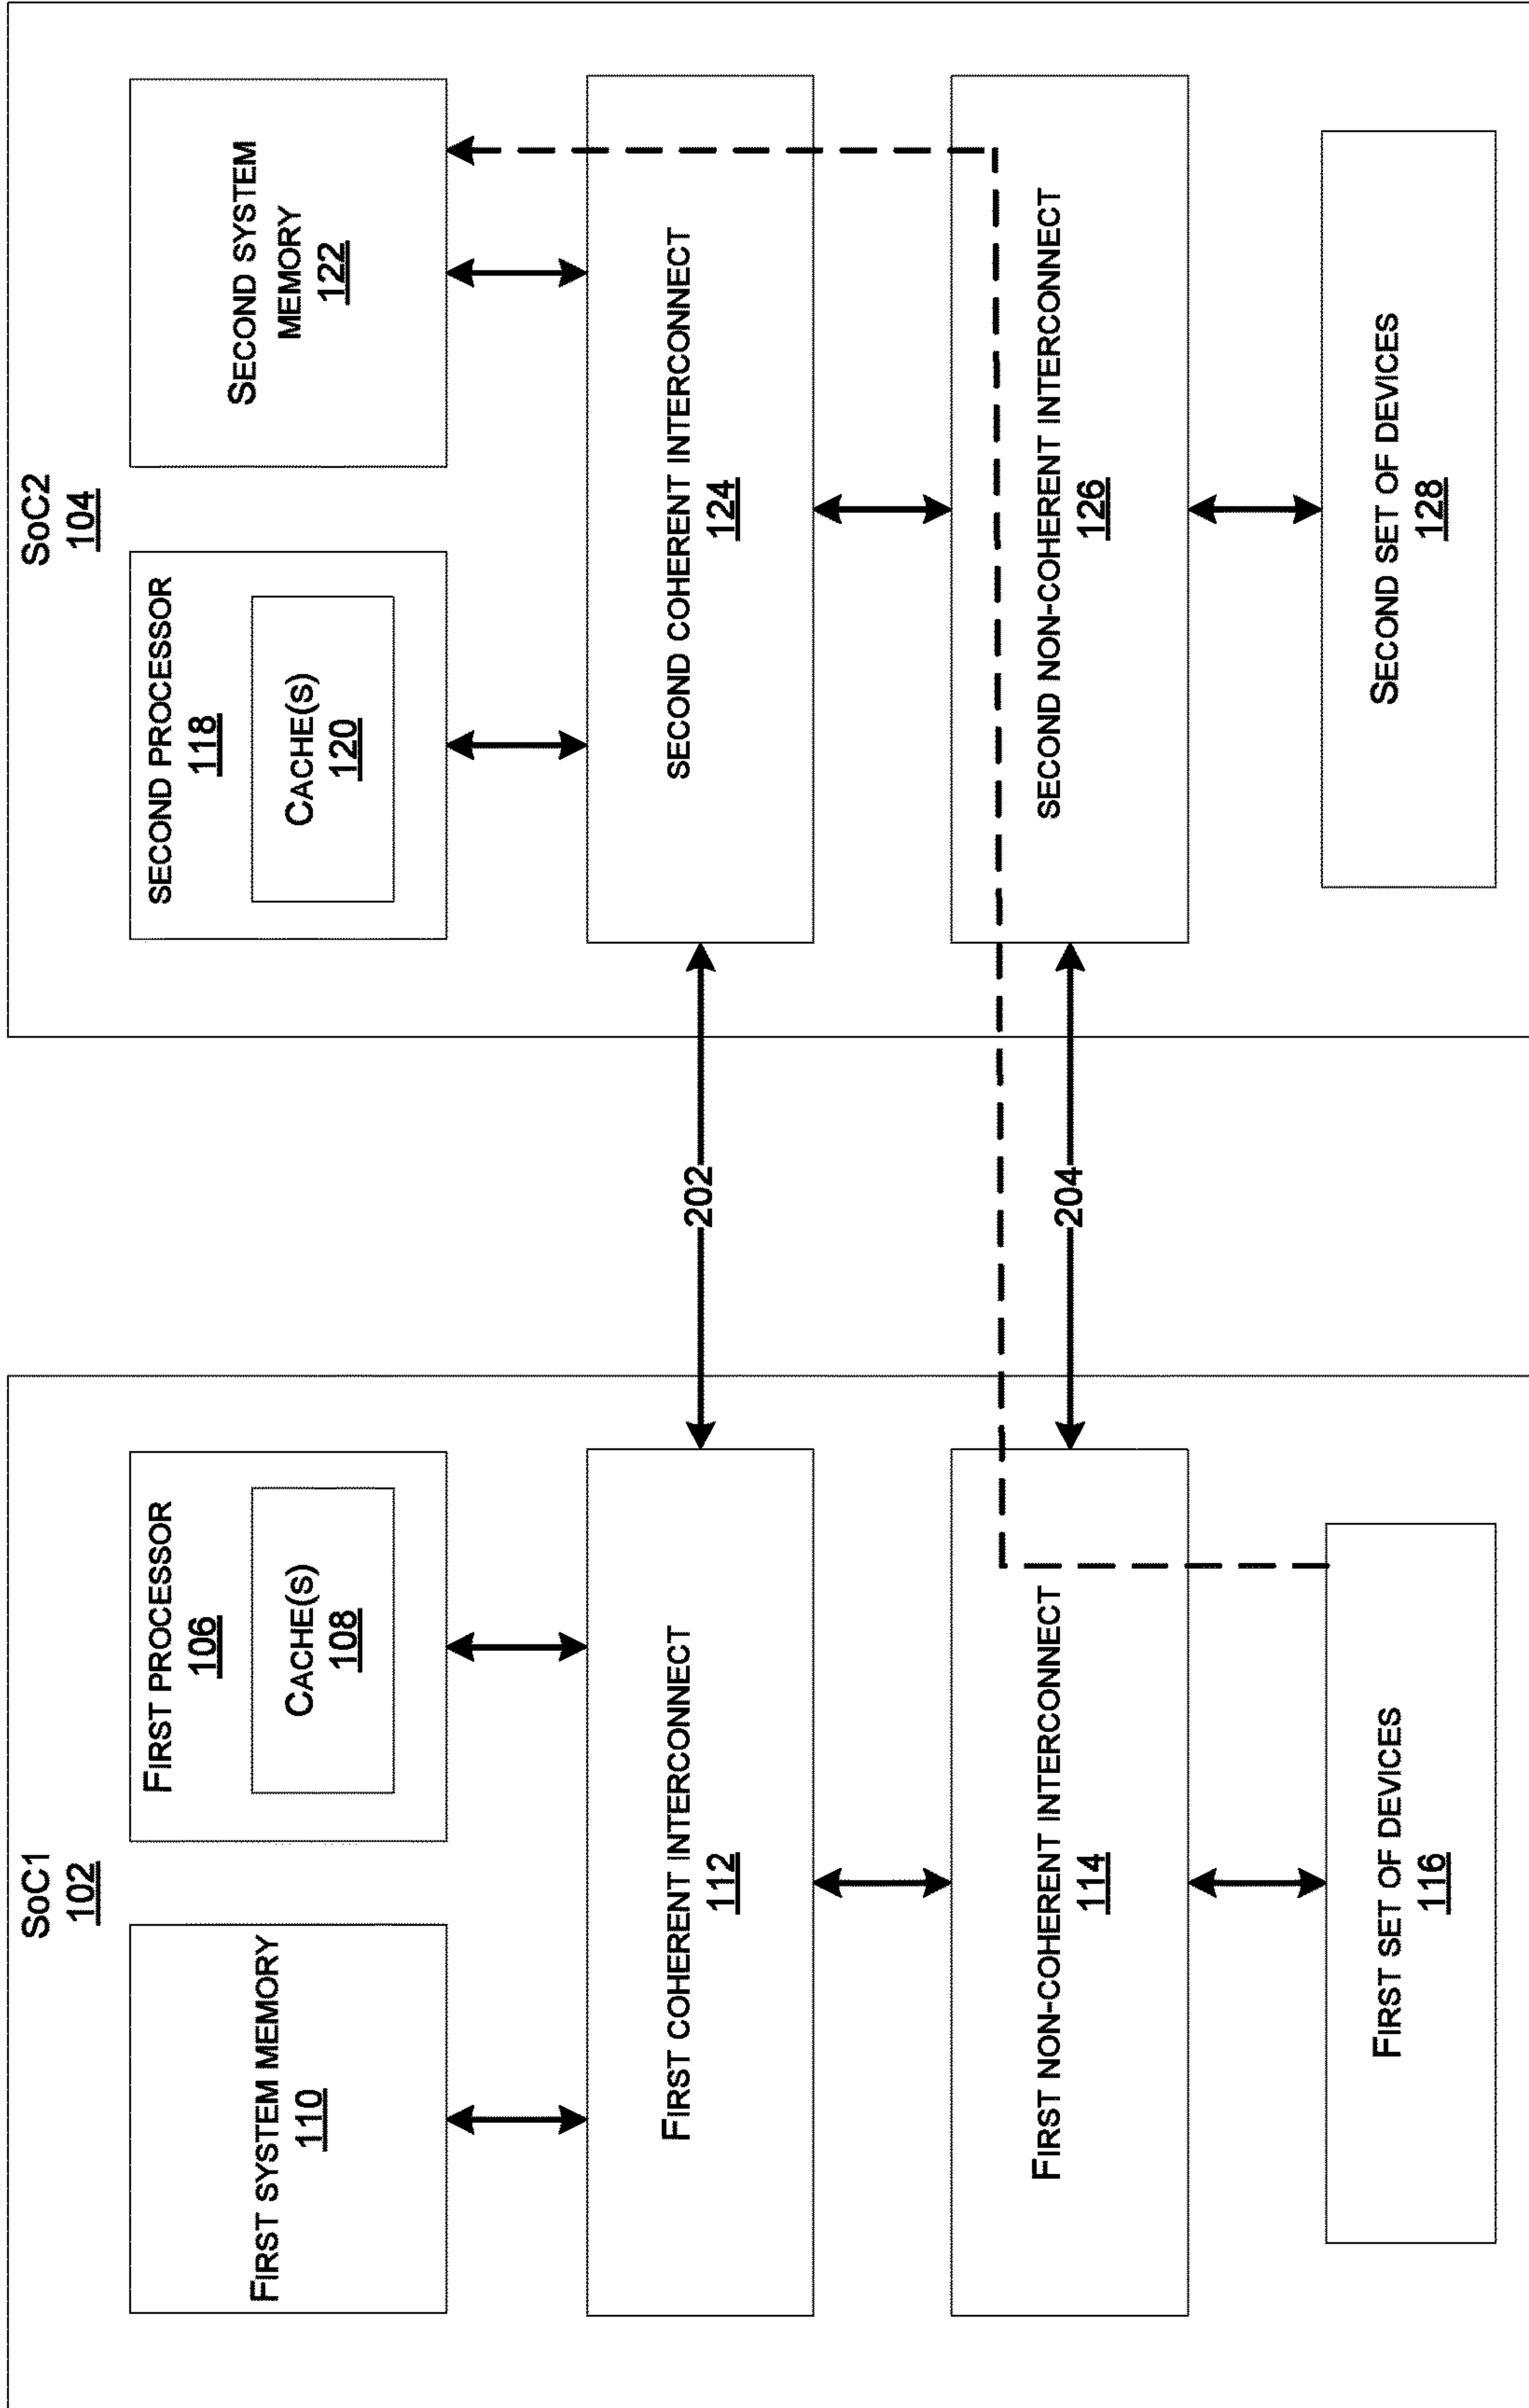 SoC1
102
First system memory
110
First processor
106
Cache(s)
108
First coherent interconnect
112
First non-coherent interconnect
114
First set of devices
116
202
204
SoC2
104
second processor
118
Cache(s)
120
Second system
memory
122
second coherent interconnect
124
second non-coherent interconnect
126
Second set of devices
128